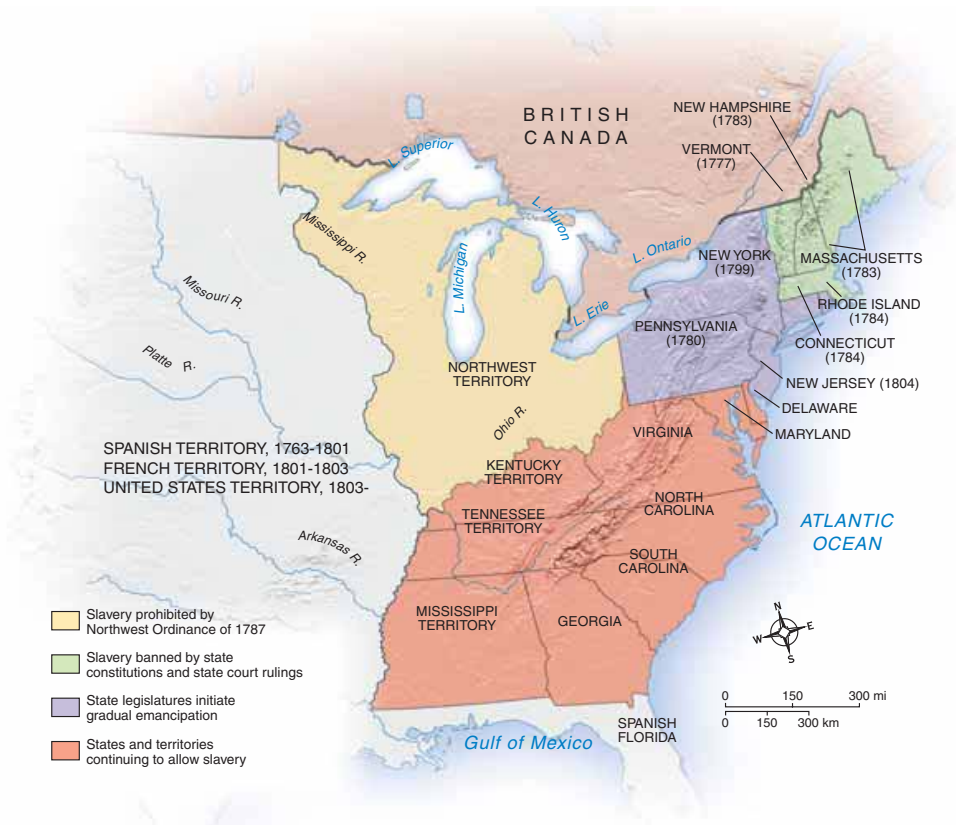 BRITISH
CANADA
NEW HAMPSHIRE
(1783)
VERMONT
(1777)
L. Superior
L. Huron
Mississippi R.
L. Michigan
L. Ontario
NEW YORK
(1799)
MASSACHUSETTS
(1783)
Missouri R.
L. Erie
RHODE ISLAND
(1784)
PENNSYLVANIA
(1780)
CONNECTICUT
(1784)
Platte R.
NORTHWEST
TERRITORY
NEW JERSEY (1804)
DELAWARE
Ohio R.
VIRGINIA
MARYLAND
SPANISH TERRITORY, 1763-1801
FRENCH TERRITORY, 1801-1803
UNITED STATES TERRITORY, 1803-
KENTUCKY
TERRITORY
NORTH
CAROLINA
TENNESSEE
TERRITORY
ATLANTIC
OCEAN
Arkansas R.
SOUTH
CAROLINA
MISSISSIPPI
TERRITORY
GEORGIA
Slavery prohibited by
Northwest Ordinance of 1787
Slavery banned by state
constitutions and state court rulings
State legislatures initiate
gradual emancipation
States and territories
continuing to allow slavery
N
W E
S
0 150 300 mi
0 150 300 km
SPANISH
FLORIDA
Gulf of Mexico